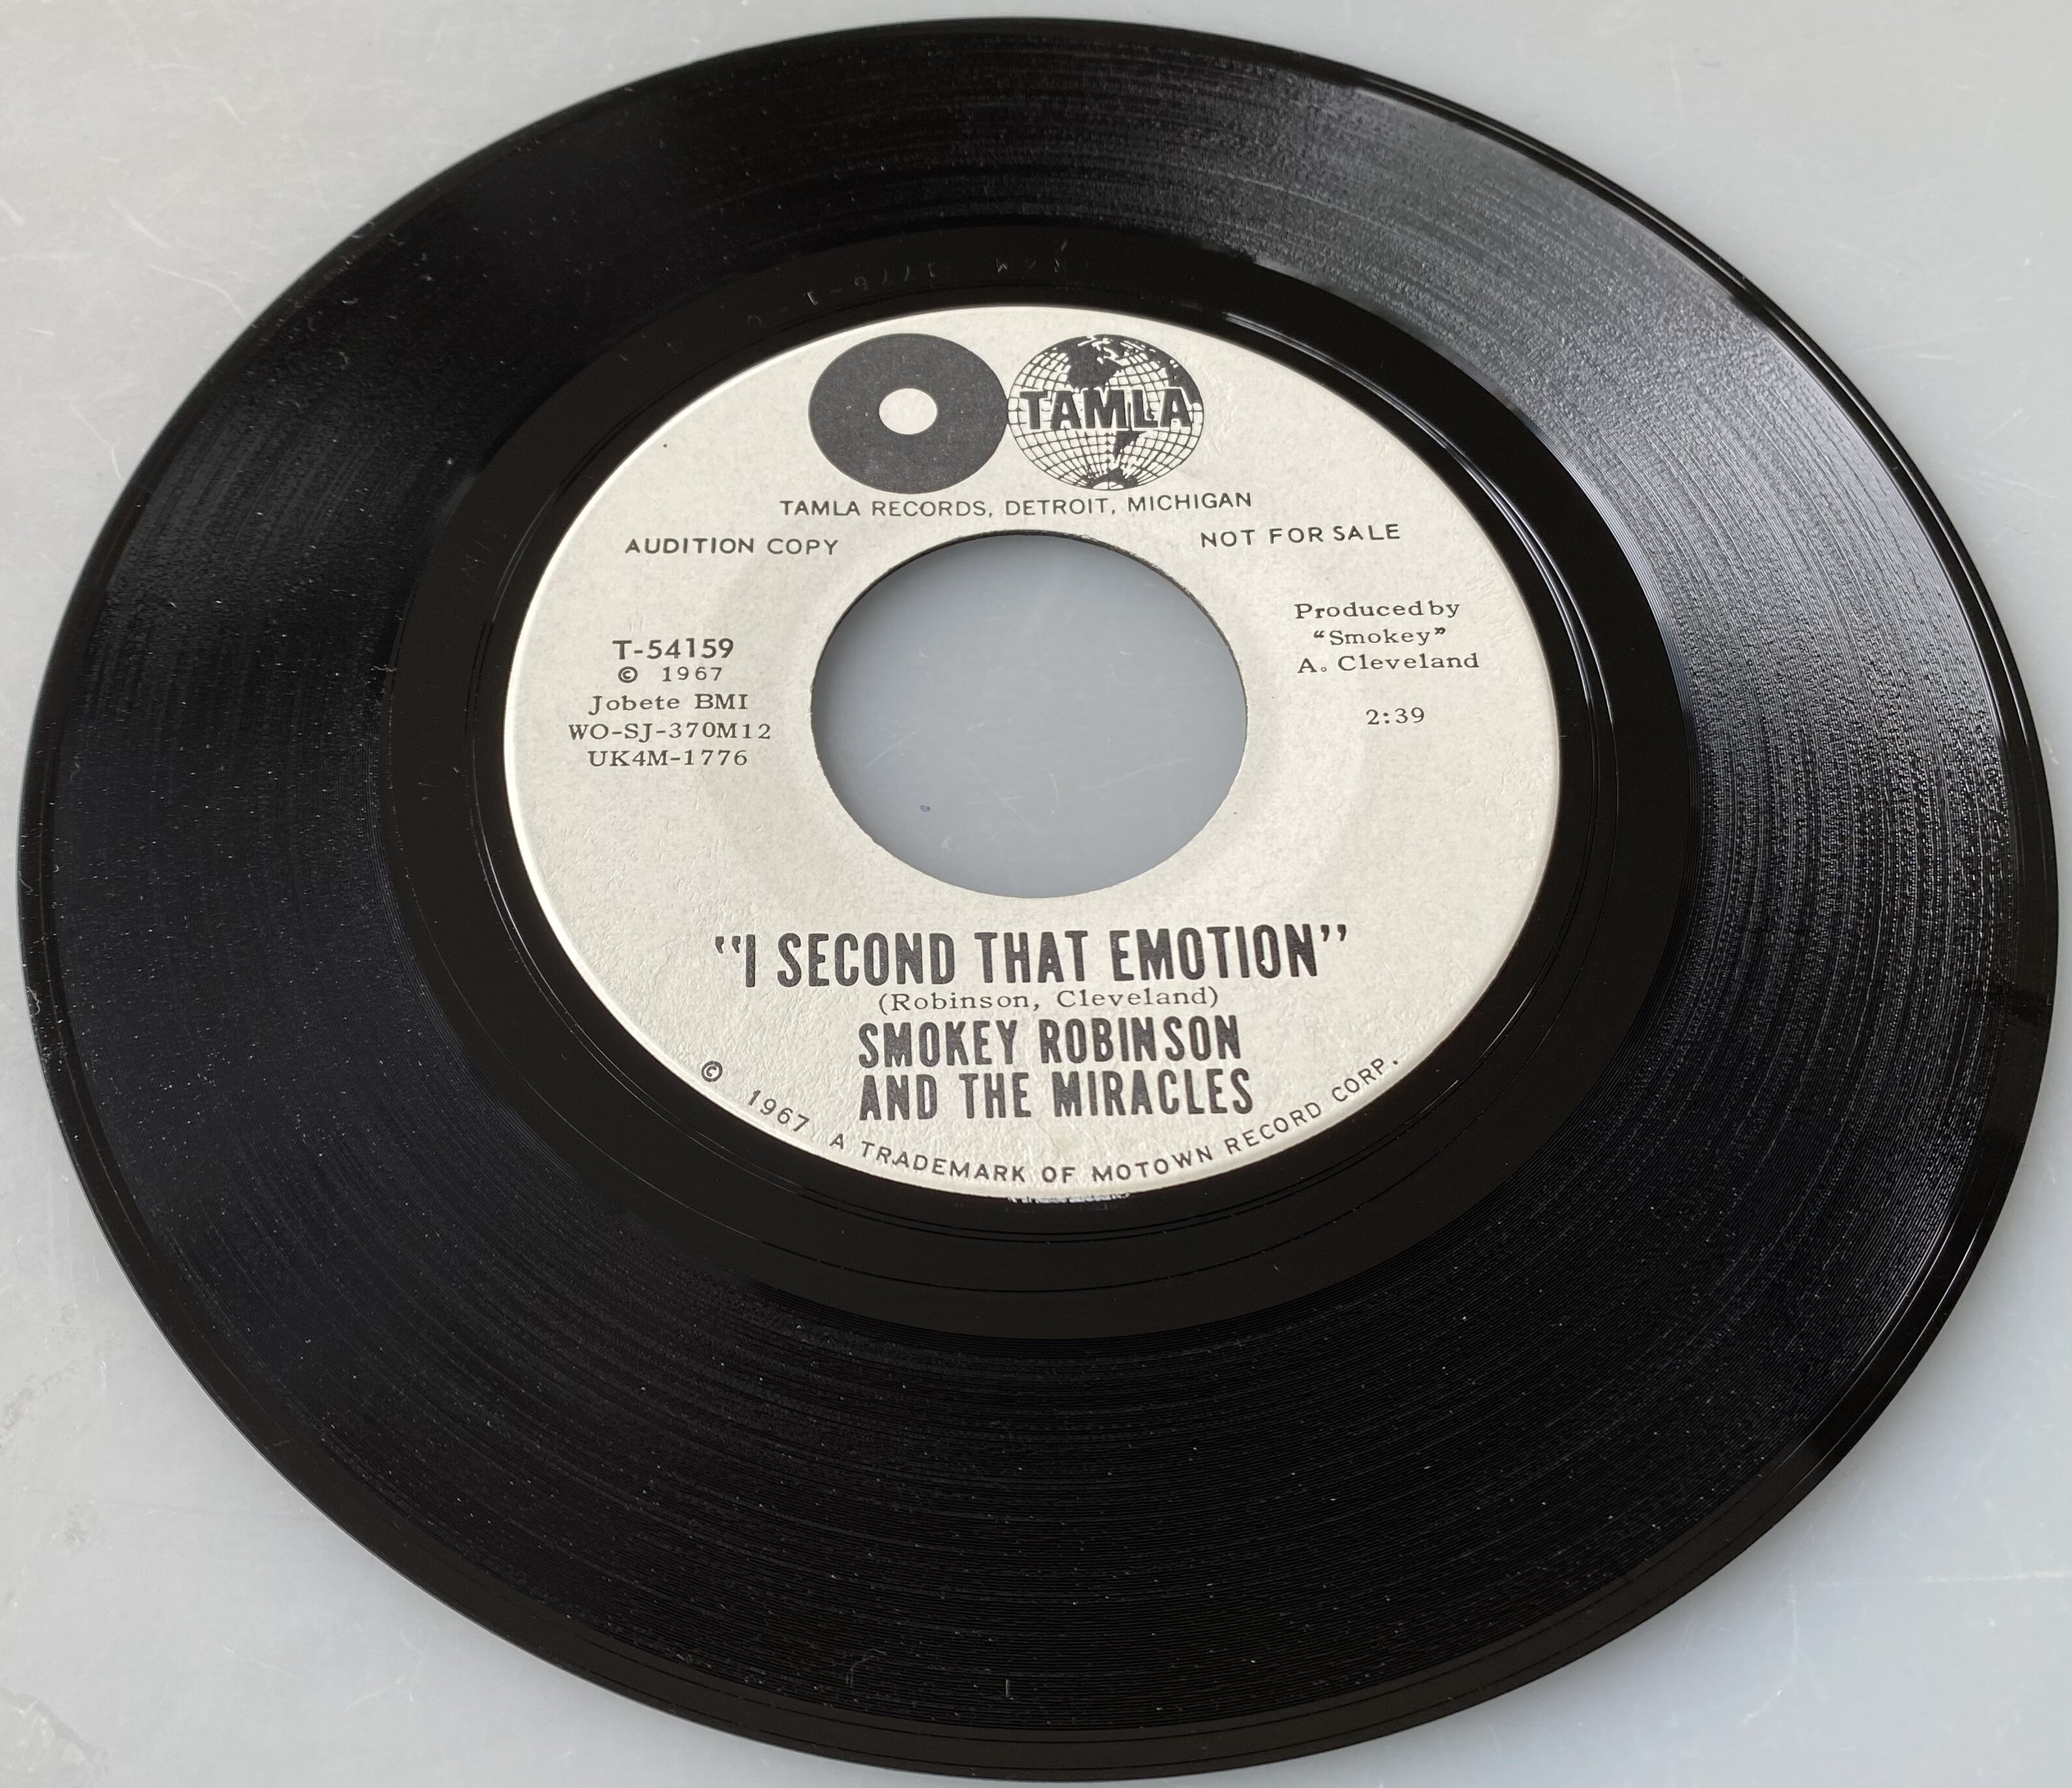 TAMLA
TAMLA RECORDS, DETROIT, MICHIGAN
AUDITION COPY
NOT FOR SALE
T-54159
© 1967
Jobete BMI
WO-SJ-370M12
UK4M-1776
Produced by
“Smokey”
A. Cleveland
2:39
"I SECOND THAT EMOTION"
(Robinson, Cleveland)
SMOKEY ROBINSON
AND THE MIRACLES
© 1967 A TRADEMARK OF MOTOWN RECORD CORP.